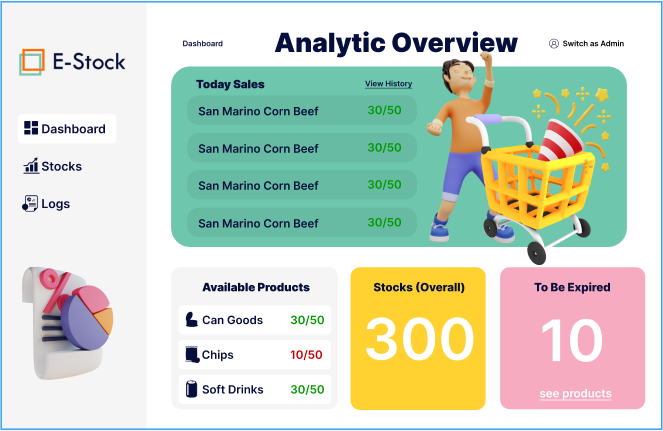 E-Stock
Dashboard
Stocks
Logs
Dashboard
Analytic Overview
Switch as Admin
Today Sales
View History
San Marino Corn Beef 30/50
San Marino Corn Beef 30/50
San Marino Corn Beef 30/50
San Marino Corn Beef 30/50
Available Products
Can Goods 30/50
Chips 10/50
Soft Drinks 30/50
Stocks (Overall)
300
To Be Expired
10
see products
%